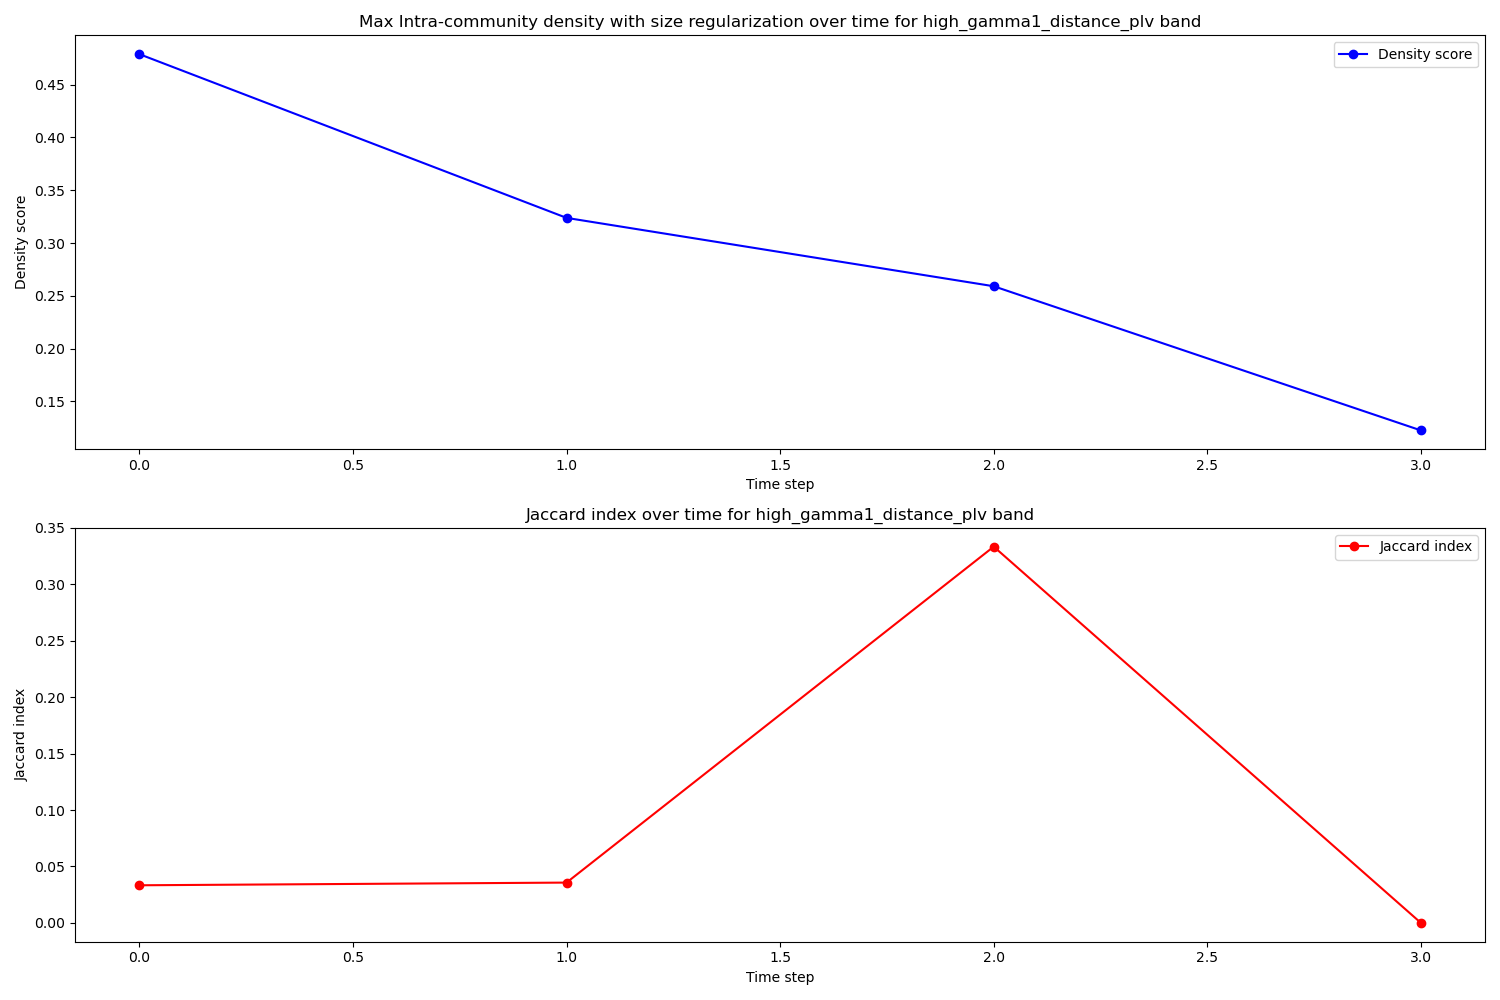 Max Intra-community density with size regularization over time for high_gamma1_distance_plv band
Density score
0.45
0.40
0.35
0.30
0.25
0.20
0.15
Density score
0.0 0.5 1.0 1.5 2.0 2.5 3.0
Time step
Jaccard index over time for high_gamma1_distance_plv band
Jaccard index
0.35
0.30
0.25
0.20
0.15
0.10
0.05
0.00
Jaccard index
0.0 0.5 1.0 1.5 2.0 2.5 3.0
Time step